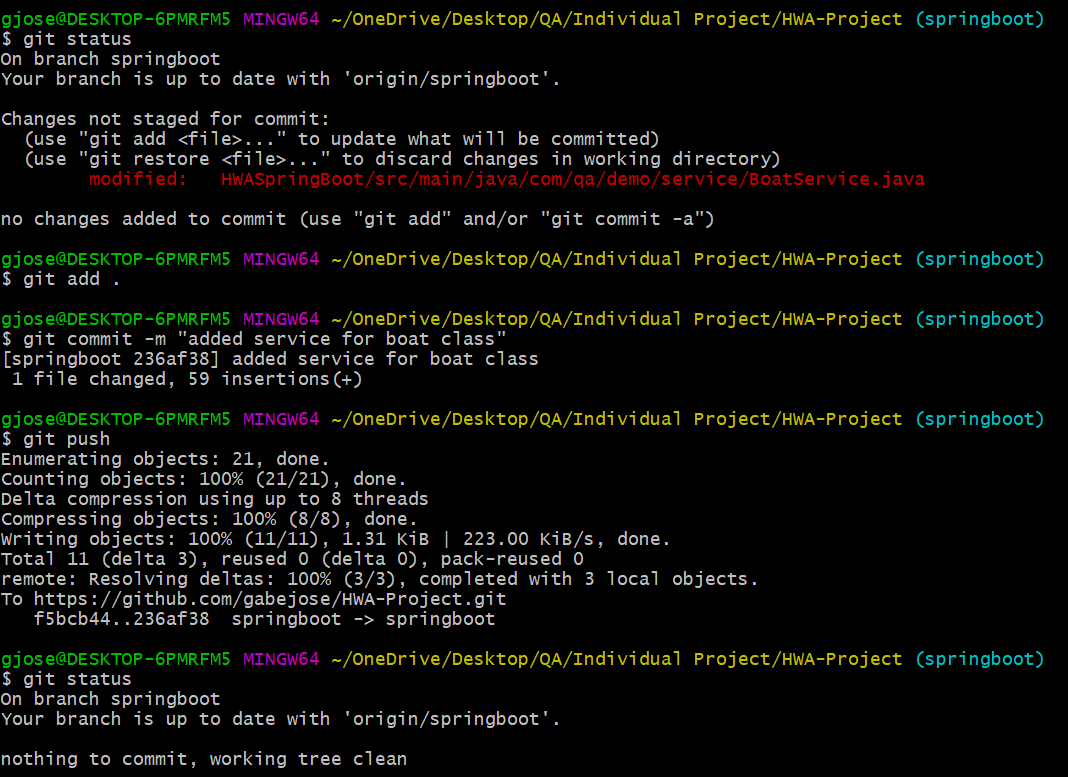 gjose@DESKTOP-6PMRFM5 MINGW64 ~/OneDrive/Desktop/QA/Individual Project/HWA-Project (springboot)
$ git status
On branch springboot
Your branch is up to date with 'origin/springboot'.

Changes not staged for commit:
  (use "git add <file>..." to update what will be committed)
  (use "git restore <file>..." to discard changes in working directory)
        modified:   HWASpringBoot/src/main/java/com/qa/demo/service/BoatService.java

no changes added to commit (use "git add" and/or "git commit -a")

gjose@DESKTOP-6PMRFM5 MINGW64 ~/OneDrive/Desktop/QA/Individual Project/HWA-Project (springboot)
$ git add .

gjose@DESKTOP-6PMRFM5 MINGW64 ~/OneDrive/Desktop/QA/Individual Project/HWA-Project (springboot)
$ git commit -m "added service for boat class"
[springboot 236af38] added service for boat class
 1 file changed, 59 insertions(+)

gjose@DESKTOP-6PMRFM5 MINGW64 ~/OneDrive/Desktop/QA/Individual Project/HWA-Project (springboot)
$ git push
Enumerating objects: 21, done.
Counting objects: 100% (21/21), done.
Delta compression using up to 8 threads
Compressing objects: 100% (8/8), done.
Writing objects: 100% (11/11), 1.31 KiB | 223.00 KiB/s, done.
Total 11 (delta 3), reused 0 (delta 0), pack-reused 0
remote: Resolving deltas: 100% (3/3), completed with 3 local objects.
To https://github.com/gabejose/HWA-Project.git
   f5bcb44..236af38  springboot -> springboot

gjose@DESKTOP-6PMRFM5 MINGW64 ~/OneDrive/Desktop/QA/Individual Project/HWA-Project (springboot)
$ git status
On branch springboot
Your branch is up to date with 'origin/springboot'.

nothing to commit, working tree clean